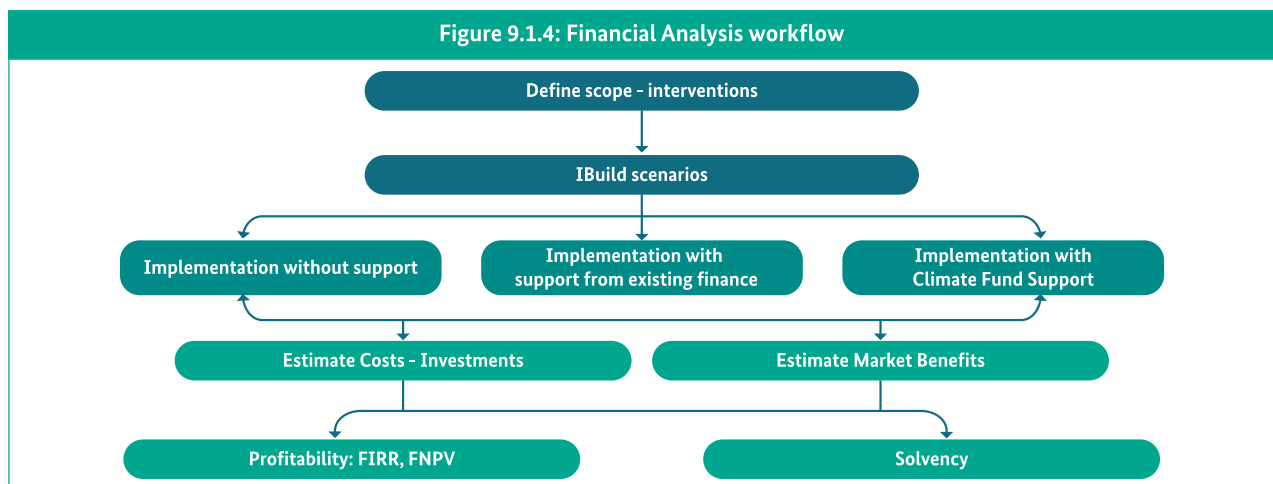 Figure 9.1.4: Financial Analysis workflow
Define scope - interventions
IBuild scenarios
Implementation without support
Implementation with
support from existing finance
Implementation with
Climate Fund Support
Estimate Costs - Investments
Estimate Market Benefits
Profitability: FIRR, FNPV
Solvency